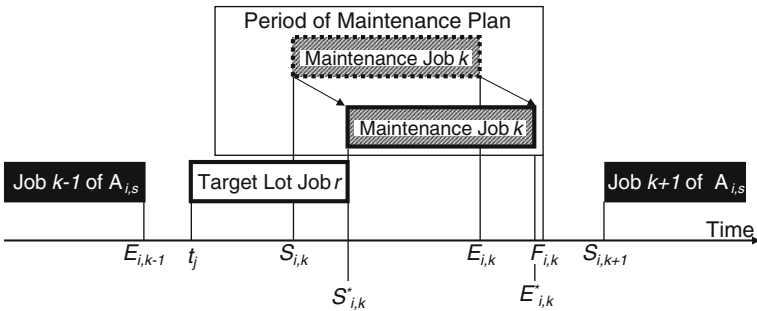 Period of Maintenance Plan
Maintenance Job k
Maintenance Job k
Job k-1 of A_{i,s}
Target Lot Job r
Job k+1 of A_{i,s}
Time
E_{i,k-1} t_j S_{i,k} E_{i,k} F_{i,k} S_{i,k+1}
S^*_{i,k} E^*_{i,k}